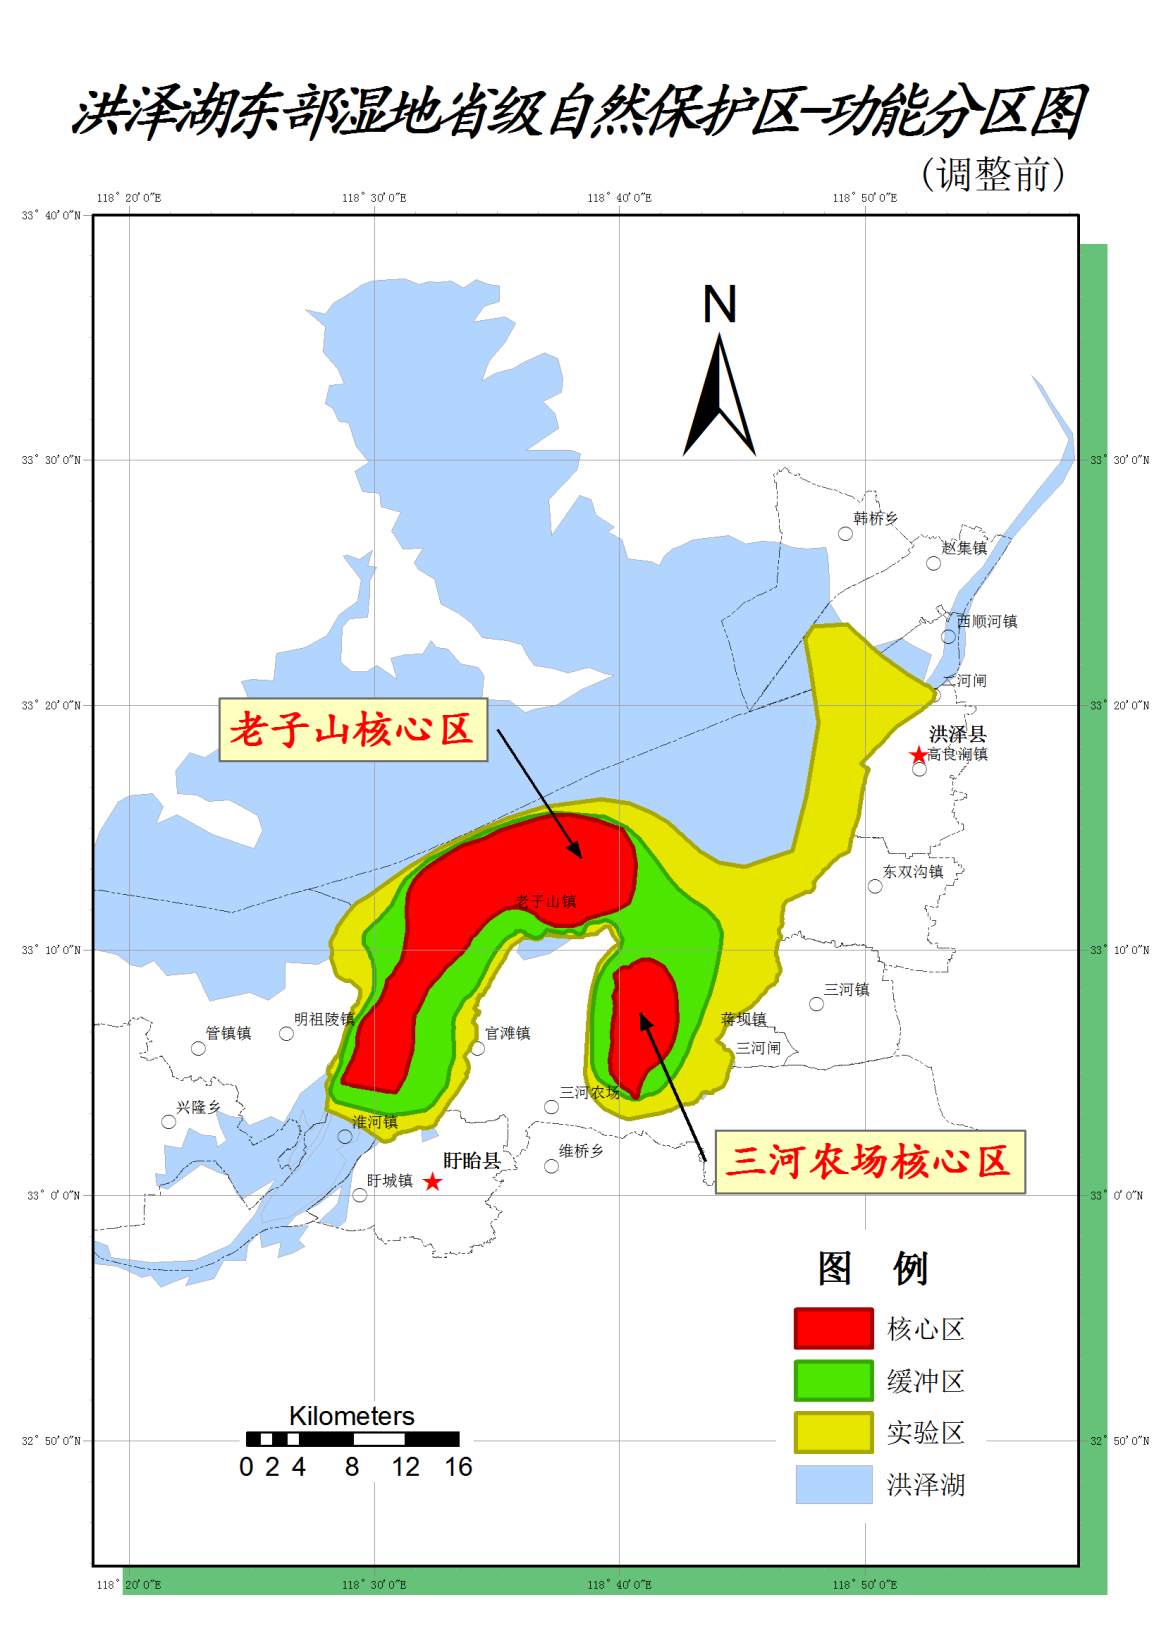 洪泽湖东部湿地省级自然保护区-功能分区图
(调整前)
118° 20'0"E 118° 30'0"E 118° 40'0"E 118° 50'0"E
33° 40'0"N
N
33° 30'0"N 33° 30'0"N
韩桥乡
赵集镇
西顺河镇
二河闸
33° 20'0"N 33° 20'0"N
老子山核心区
洪泽县
高良涧镇
东双沟镇
老子山镇
33° 10'0"N 33° 10'0"N
三河镇
明祖陵镇
蒋坝镇
管镇镇
官滩镇
三河闸
三河农场
兴隆乡
淮河镇
维桥乡
盱眙县
三河农场核心区
盱城镇
33° 0'0"N 33° 0'0"N
图 例
核心区
缓冲区
实验区
洪泽湖
Kilometers
0 2 4 8 12 16
32° 50'0"N 32° 50'0"N
118° 20'0"E 118° 30'0"E 118° 40'0"E 118° 50'0"E